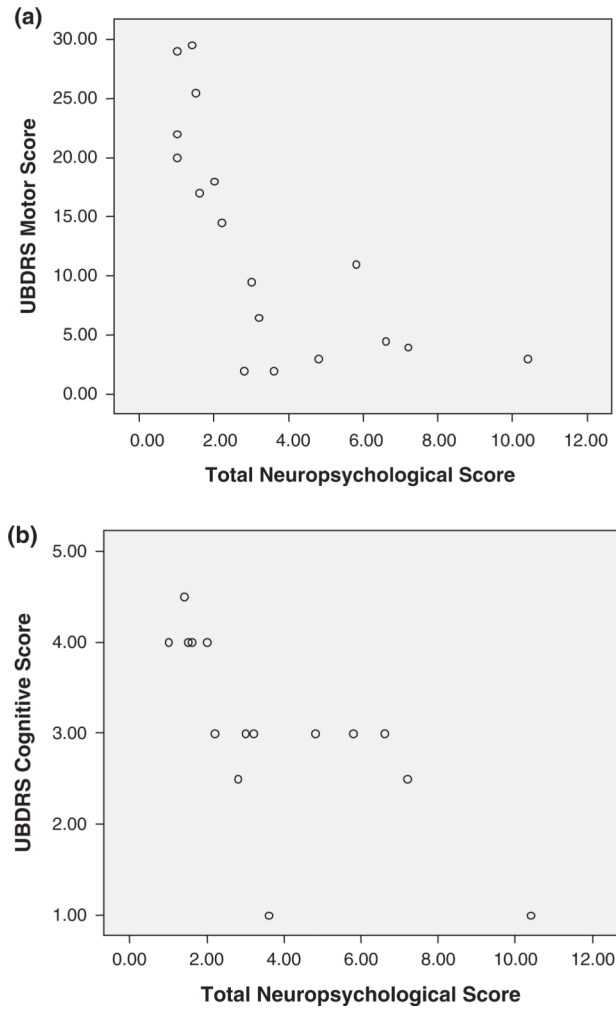 (a)
30.00
25.00
20.00
15.00
10.00
5.00
0.00
UBDRS Motor Score
0.00 2.00 4.00 6.00 8.00 10.00 12.00
Total Neuropsychological Score
(b)
5.00
4.00
3.00
2.00
1.00
UBDRS Cognitive Score
0.00 2.00 4.00 6.00 8.00 10.00 12.00
Total Neuropsychological Score